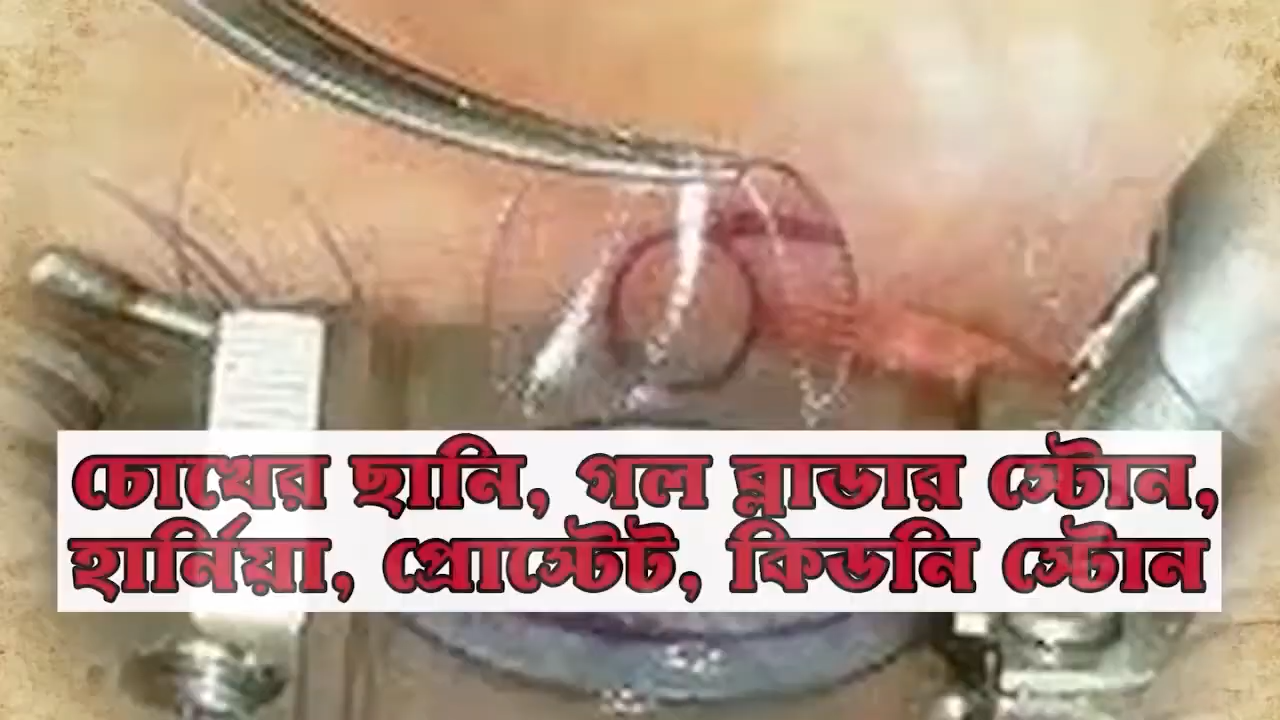 চোখের ছানি, গল ব্লাডার স্টোন,
হার্নিয়া, প্রোস্টেট, কিডনি স্টোন